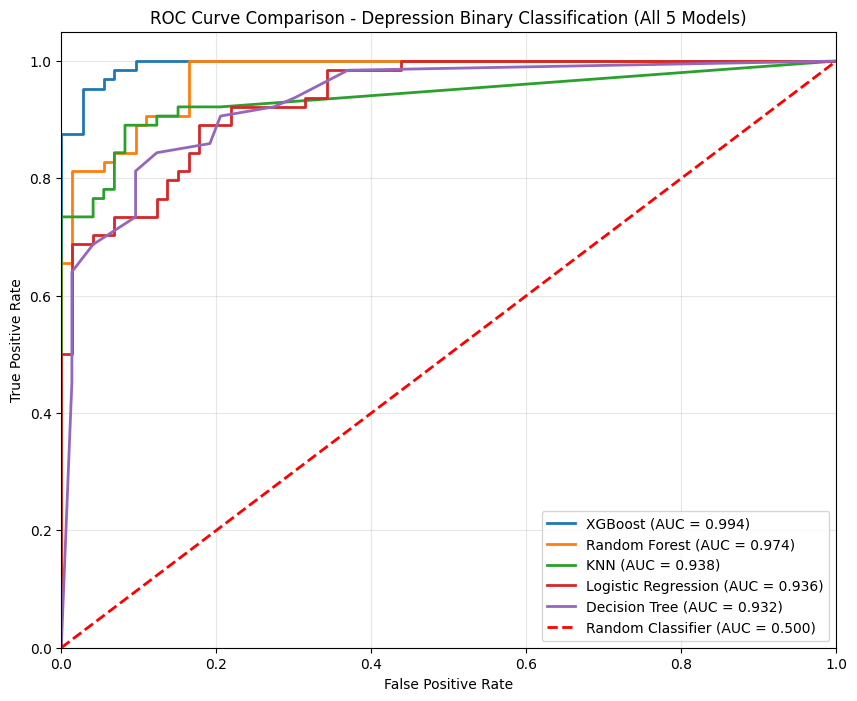 ROC Curve Comparison - Depression Binary Classification (All 5 Models)
True Positive Rate
1.0
0.8
0.6
0.4
0.2
0.0
0.0 0.2 0.4 0.6 0.8 1.0
False Positive Rate
XGBoost (AUC = 0.994)
Random Forest (AUC = 0.974)
KNN (AUC = 0.938)
Logistic Regression (AUC = 0.936)
Decision Tree (AUC = 0.932)
Random Classifier (AUC = 0.500)